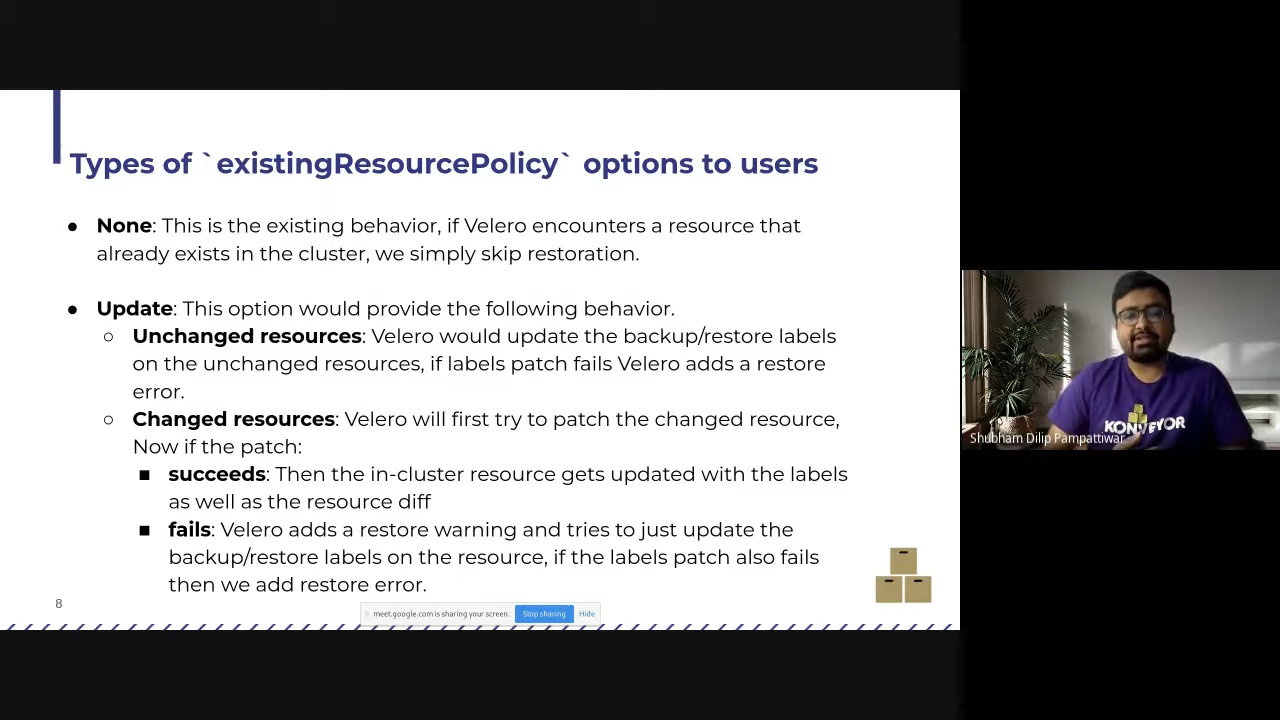 Types of `existingResourcePolicy` options to users
● None: This is the existing behavior, if Velero encounters a resource that
already exists in the cluster, we simply skip restoration.
● Update: This option would provide the following behavior.
○ Unchanged resources: Velero would update the backup/restore labels
on the unchanged resources, if labels patch fails Velero adds a restore
error.
○ Changed resources: Velero will first try to patch the changed resource,
Now if the patch:
■ succeeds: Then the in-cluster resource gets updated with the labels
as well as the resource diff
■ fails: Velero adds a restore warning and tries to just update the
backup/restore labels on the resource, if the labels patch also fails
then we add restore error.
8
meet.google.com is sharing your screen. Stop sharing Hide
KONVEYOR
Shubham Dilip Pampattiwar